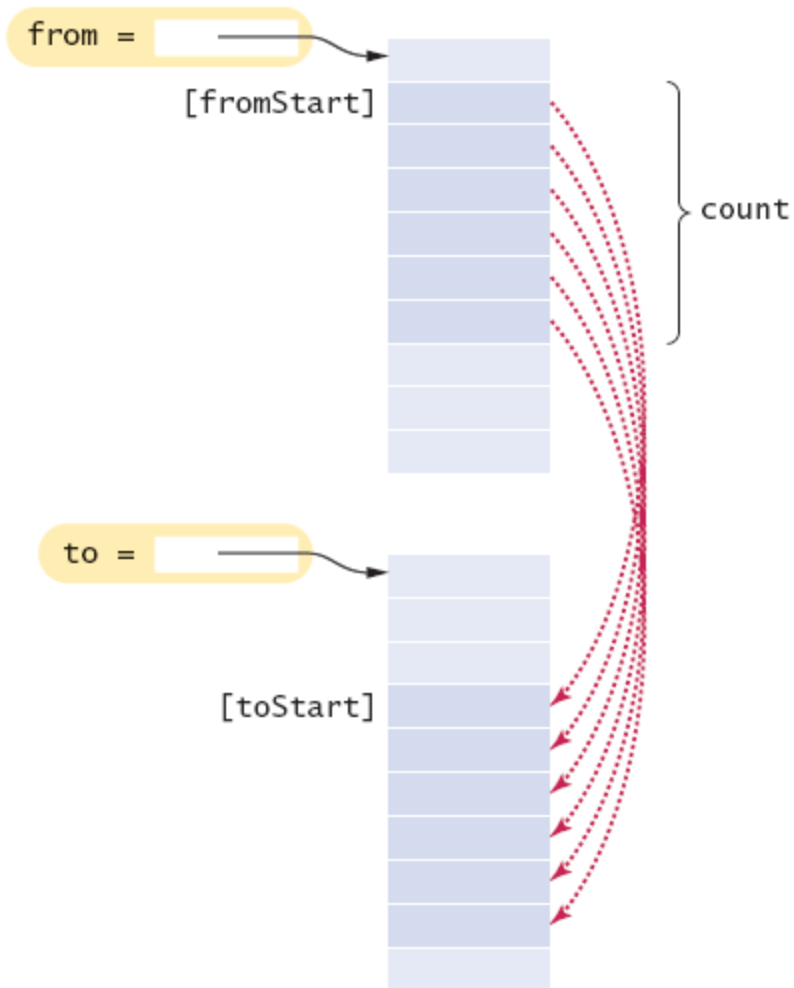 from =
[fromStart]
count
to =
[toStart]